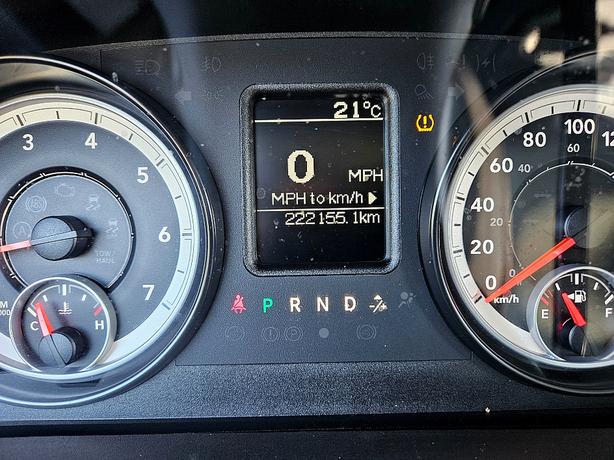 21°C
0 MPH
MPH to km/h
222155.1km
3
4
5
6
7
TOW/
HAUL
C
H
P R N D
0
20
40
60
80
100
60
km/h
E
F